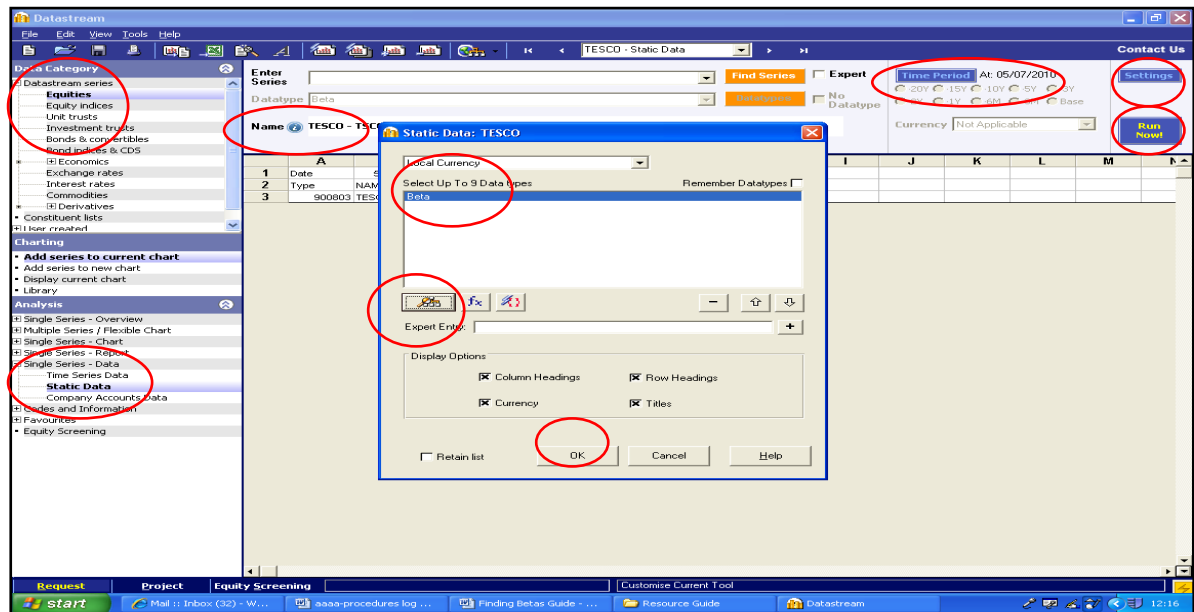 Datastream
File Edit View Tools Help
TESCO - Static Data
Contact Us
Data Category
Datastream series
Equities
Equity indices
Unit trusts
Investment trusts
Bonds & convertibles
Bond indices & CDS
Economics
Exchange rates
Interest rates
Commodities
Derivatives
Constituent lists
User created
Charting
Add series to current chart
Add series to new chart
Display current chart
Library
Analysis
Single Series - Overview
Multiple Series / Flexible Chart
Single Series - Chart
Single Series - Report
Single Series - Data
Time Series Data
Static Data
Company Accounts Data
Codes and Information
Favourites
Equity Screening
Enter Series
Find Series
Expert
Datatype Beta
Datatypes
No Datatype
Name TESCO - TSCO
Time Period At: 05/07/2010
-20Y -15Y -10Y -5Y -3Y
-1Y -6M Base
Currency Not Applicable
Settings
Run Now!
A I J K L M N
1 Date
2 Type NAM
3 900803 TESC
Static Data: TESCO
Local Currency
Select Up To 9 Data types
Remember Datatypes
Beta
fx
Expert Entry:
Display Options
Column Headings
Row Headings
Currency
Titles
Retain list
OK
Cancel
Help
Request Project Equity Screening
Customise Current Tool
start
Mail :: Inbox (32) - W...
aaaa-procedures log ...
Finding Betas Guide - ...
Resource Guide
Datastream
12:16